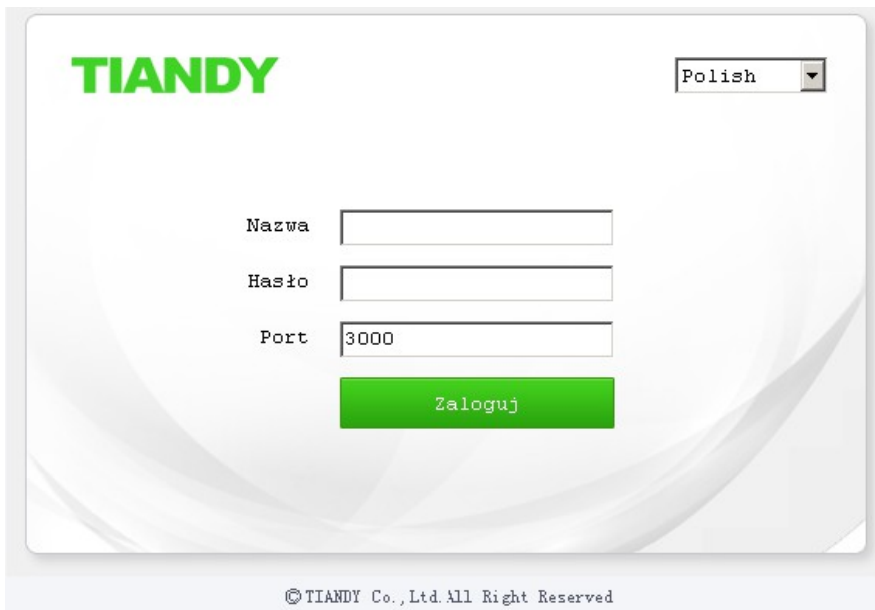 TIANDY
Polish
Nazwa
Hasło
Port
3000
Zaloguj
©TIANDY Co.,Ltd.All Right Reserved